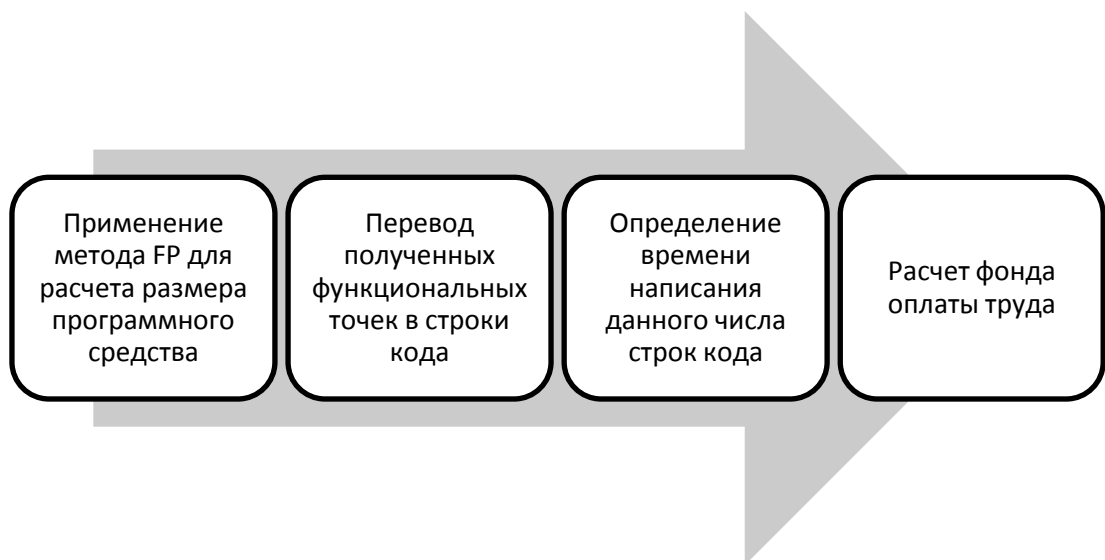 Применение
метода FP для
расчета размера
программного
средства
Перевод
полученных
функциональных
точек в строки
кода
Определение
времени
написания
данного числа
строк кода
Расчет фонда
оплаты труда